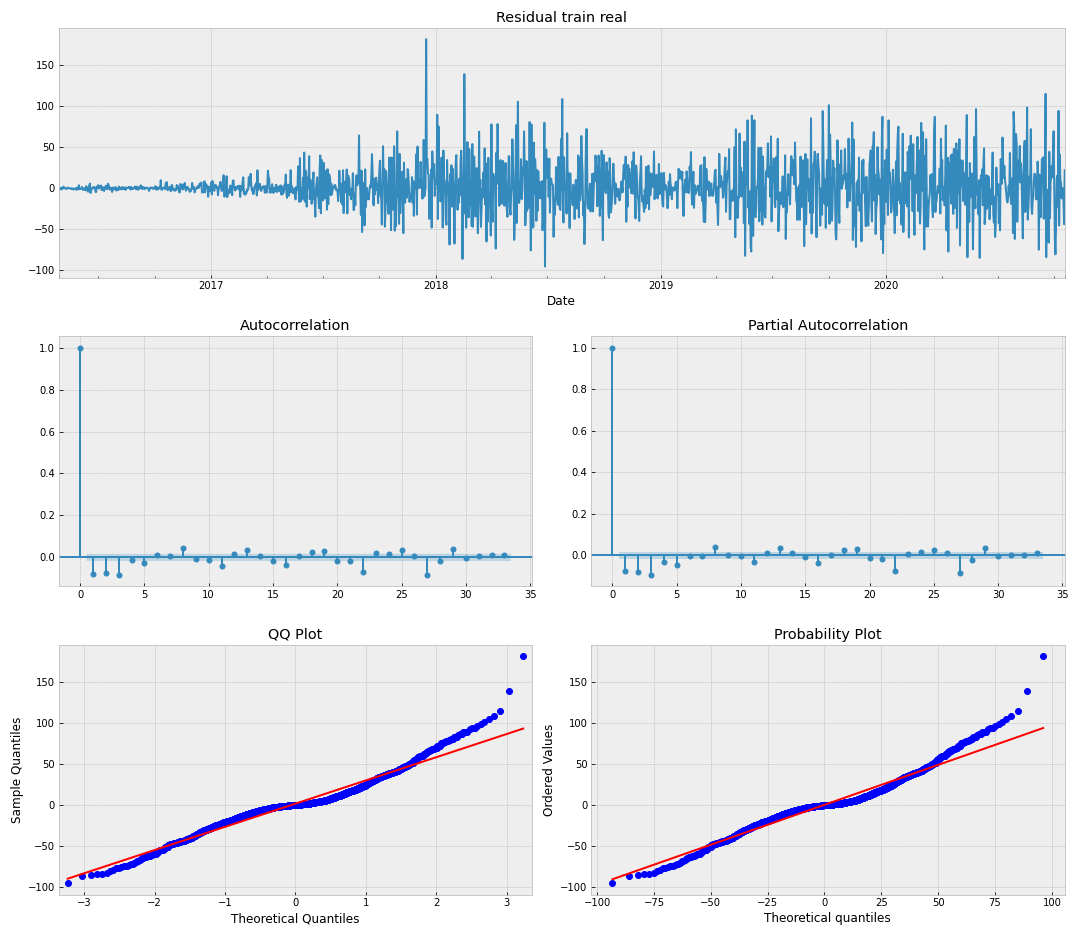 Residual train real
150
100
50
0
−50
−100
2017 2018 2019 2020
Date
Autocorrelation
1.0
0.8
0.6
0.4
0.2
0.0
0 5 10 15 20 25 30 35
Partial Autocorrelation
1.0
0.8
0.6
0.4
0.2
0.0
0 5 10 15 20 25 30 35
QQ Plot
Sample Quantiles
150
100
50
0
−50
−100
−3 −2 −1 0 1 2 3
Theoretical Quantiles
Probability Plot
Ordered Values
150
100
50
0
−50
−100
−100 −75 −50 −25 0 25 50 75 100
Theoretical quantiles